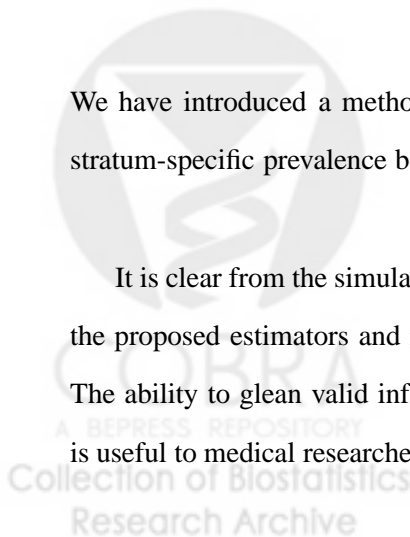 We have introduced a metho
stratum-specific prevalence b
It is clear from the simula
the proposed estimators and
The ability to glean valid inf
COBRA
A BEPRESS REPOSITORY
is useful to medical researche
Collection of Biostatistics
Research Archive